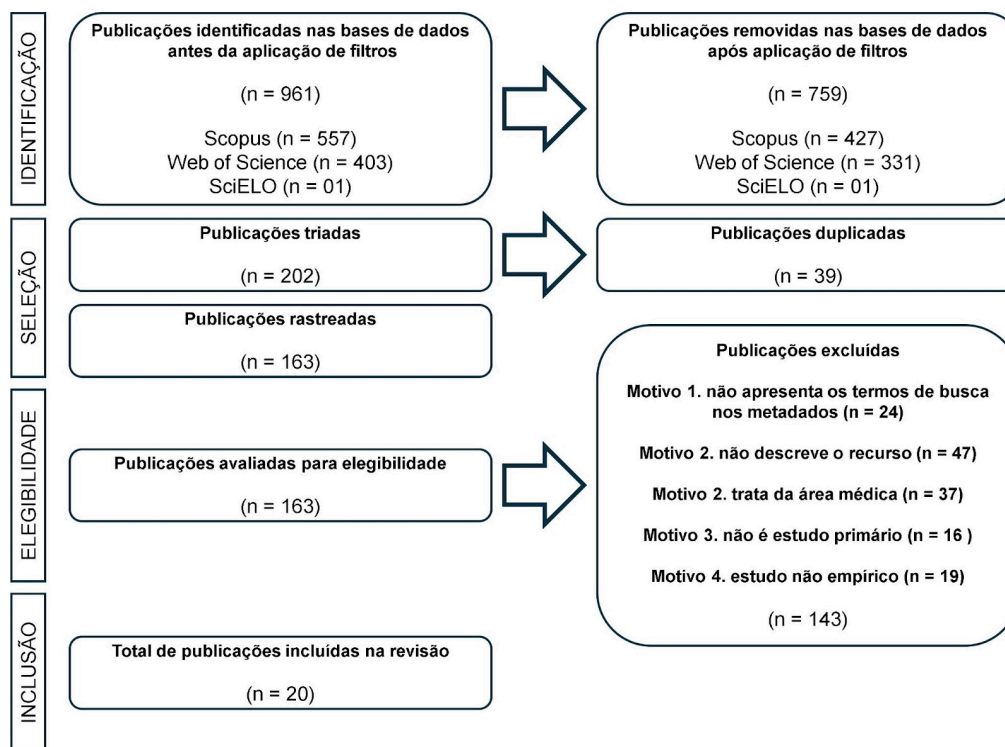 IDENTIFICAÇÃO
Publicações identificadas nas bases de dados
antes da aplicação de filtros
(n = 961)
Scopus (n = 557)
Web of Science (n = 403)
SciELO (n = 01)
Publicações removidas nas bases de dados
após aplicação de filtros
(n = 759)
Scopus (n = 427)
Web of Science (n = 331)
SciELO (n = 01)
SELEÇÃO
Publicações triadas
(n = 202)
Publicações duplicadas
(n = 39)
Publicações rastreadas
(n = 163)
ELEGIBILIDADE
Publicações avaliadas para elegibilidade
(n = 163)
Publicações excluídas
Motivo 1. não apresenta os termos de busca
nos metadados (n = 24)
Motivo 2. não descreve o recurso (n = 47)
Motivo 2. trata da área médica (n = 37)
Motivo 3. não é estudo primário (n = 16 )
Motivo 4. estudo não empírico (n = 19)
(n = 143)
INCLUSÃO
Total de publicações incluídas na revisão
(n = 20)